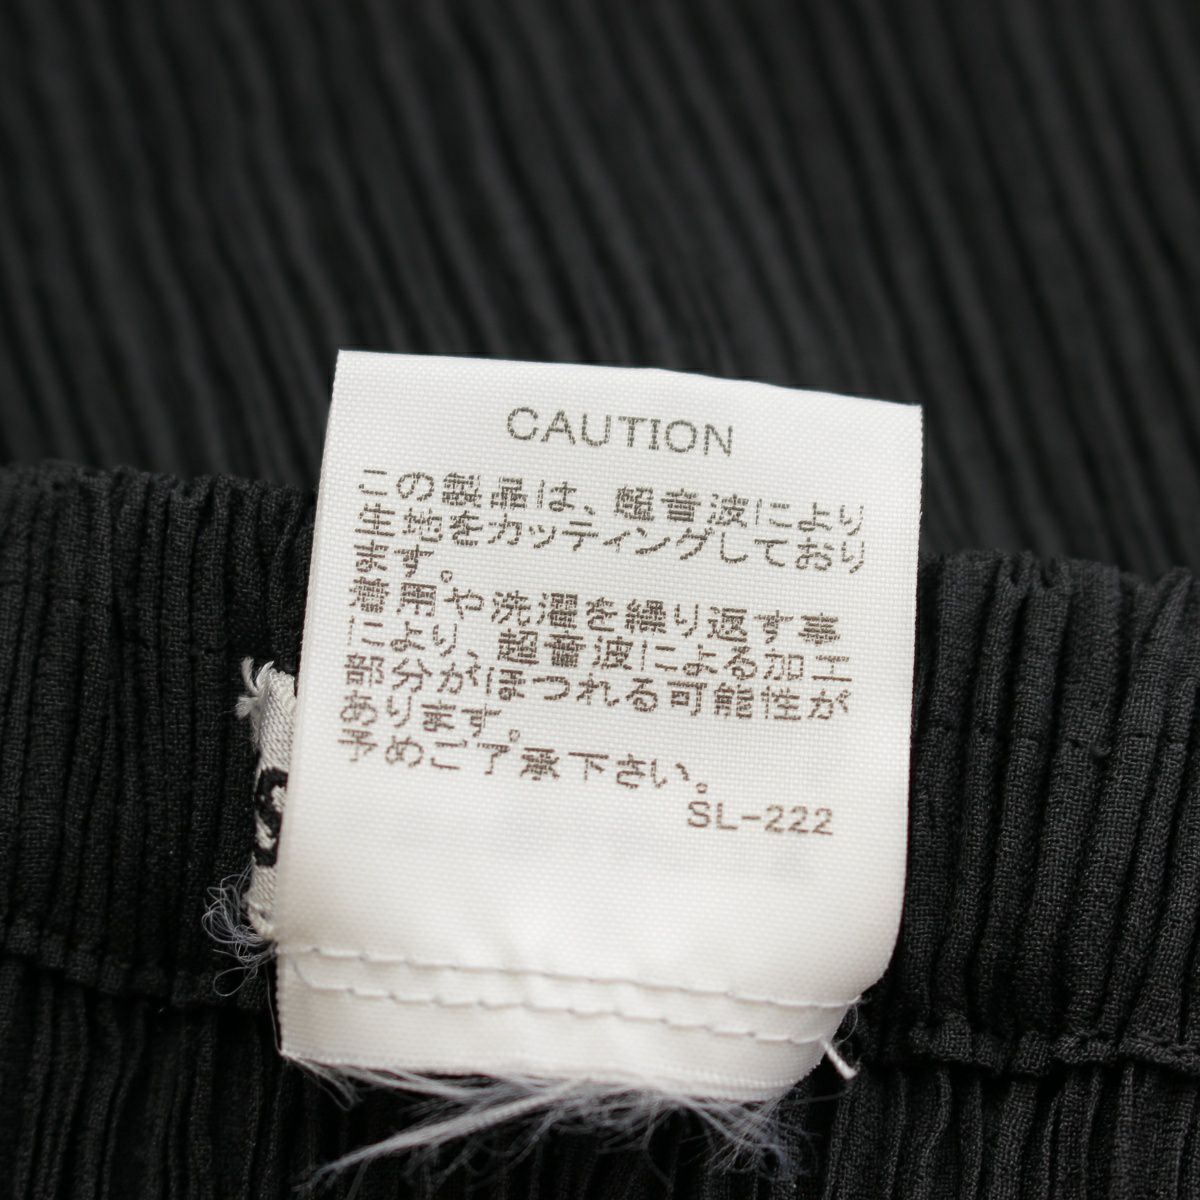 CAUTION
この製品は、超音波により
生地をカッティングしており
ます。
着用や洗濯を繰り返す事
により、超音波による加工
部分がほつれる可能性が
あります。
予めご了承下さい。
SL-222